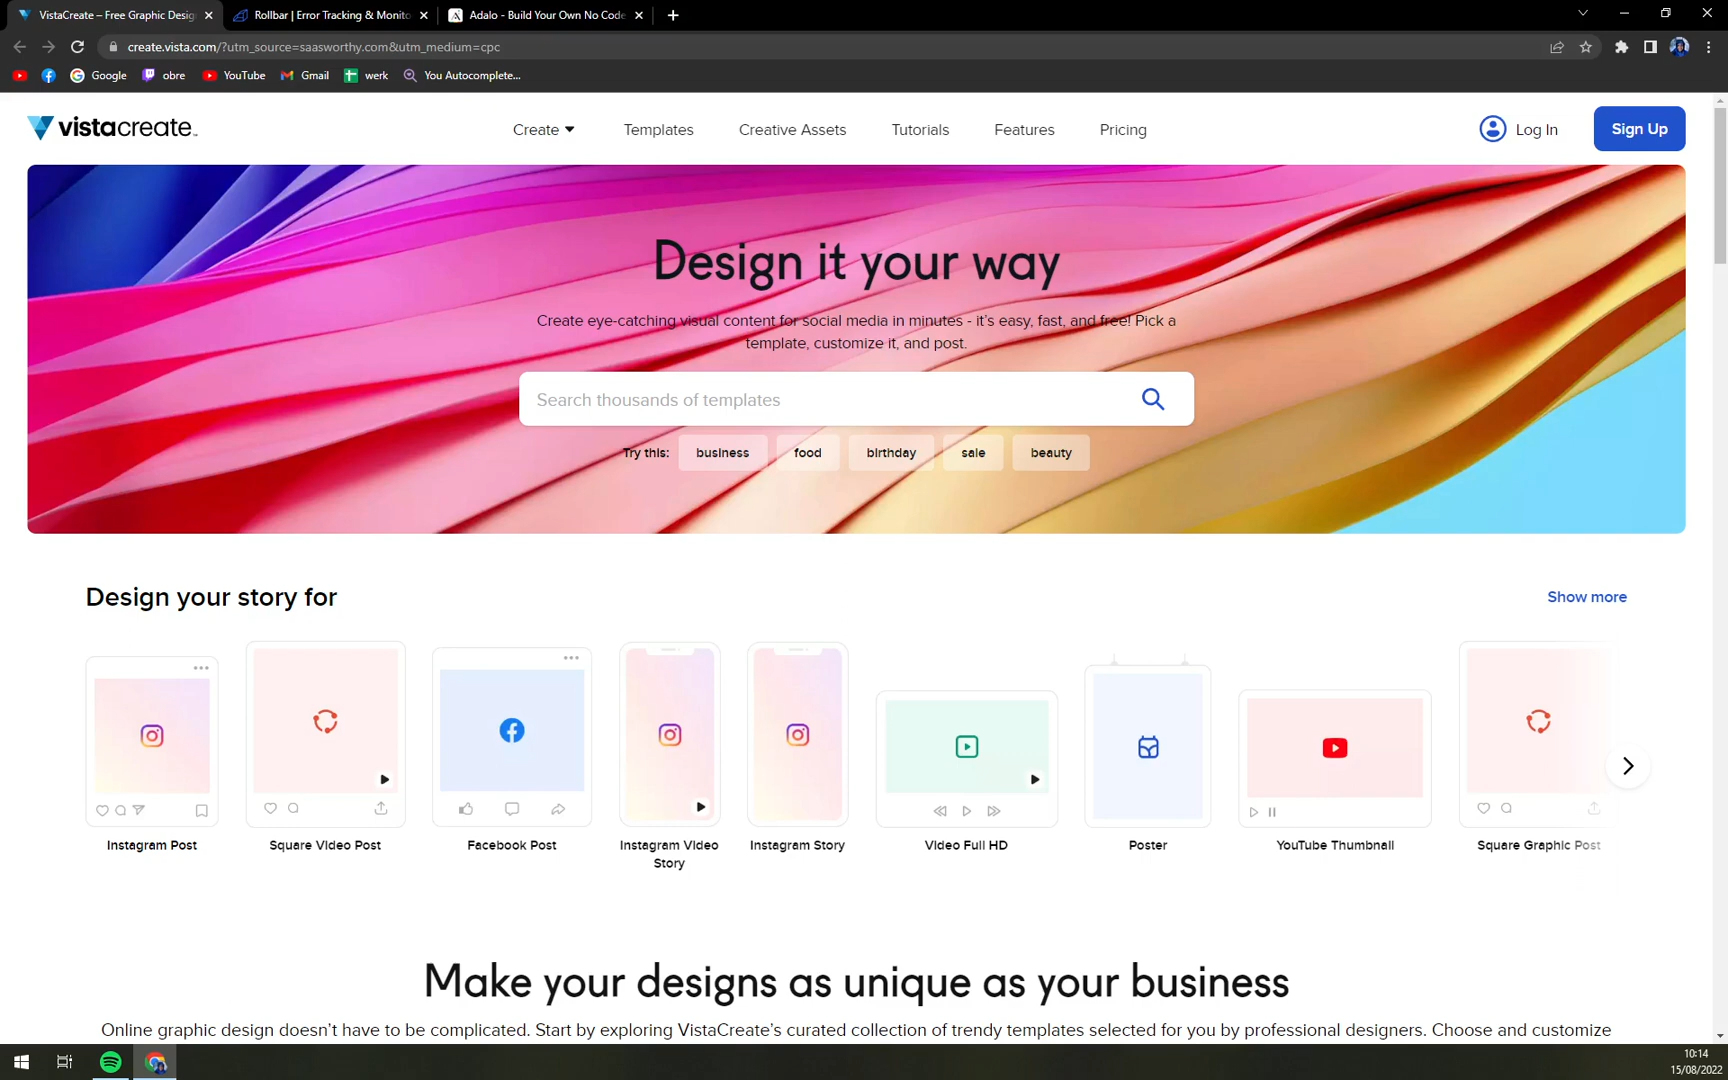 VistaCreate – Free Graphic Desig
Rollbar | Error Tracking & Monito
Adalo - Build Your Own No Code
create.vista.com/?utm_source=saasworthy.com&utm_medium=cpc
Google
obre
YouTube
Gmail
werk
You Autocomplete...
vistacreate™
Create
Templates
Creative Assets
Tutorials
Features
Pricing
Log In
Sign Up
Design it your way
Create eye-catching visual content for social media in minutes - it's easy, fast, and free! Pick a
template, customize it, and post.
Search thousands of templates
Try this:
business
food
birthday
sale
beauty
Design your story for
Show more
Instagram Post
Square Video Post
Facebook Post
Instagram Video
Story
Instagram Story
Video Full HD
Poster
YouTube Thumbnail
Square Graphic Post
Make your designs as unique as your business
Online graphic design doesn't have to be complicated. Start by exploring VistaCreate's curated collection of trendy templates selected for you by professional designers. Choose and customize
10:14
15/08/2022